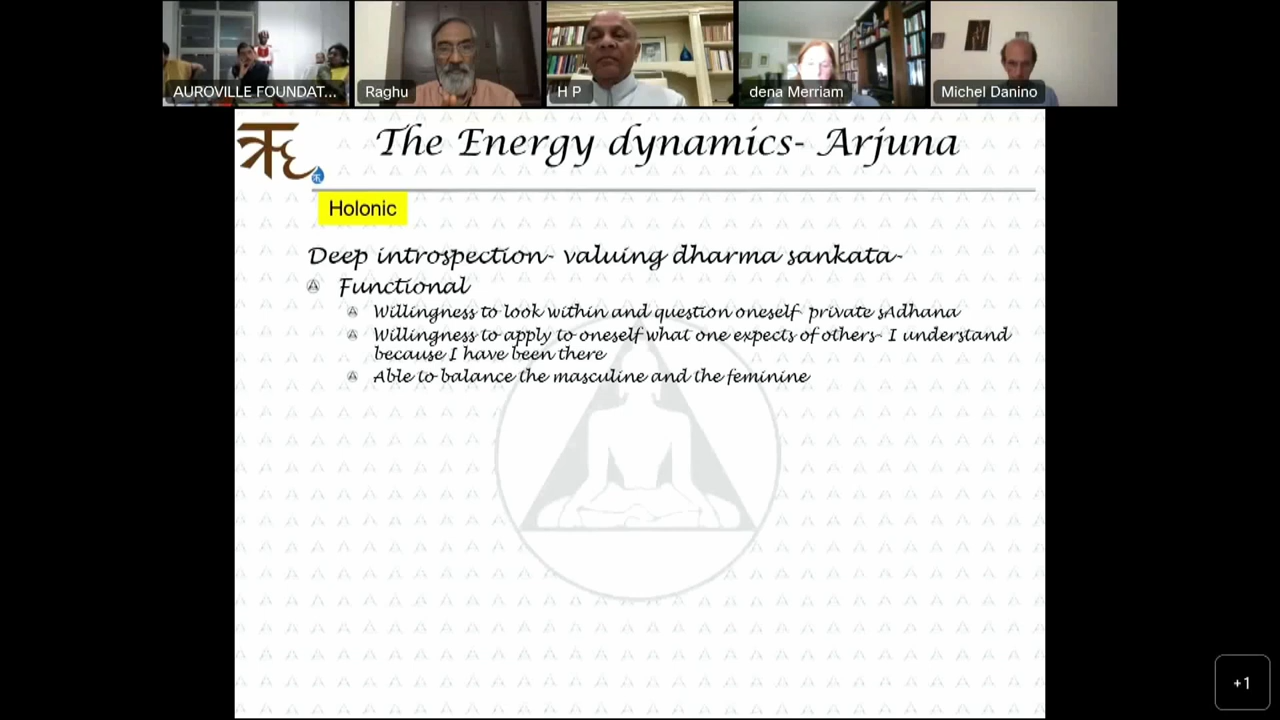 AUROVILLE FOUNDAT...
Raghu
H P
dena Merriam
Michel Danino
The Energy dynamics- Arjuna
Holonic
Deep introspection- valuing dharma sankata-
Functional
Willingness to look within and question oneself- private sAdhana
Willingness to apply to oneself what one expects of others- I understand
because I have been there
Able to balance the masculine and the feminine
+1